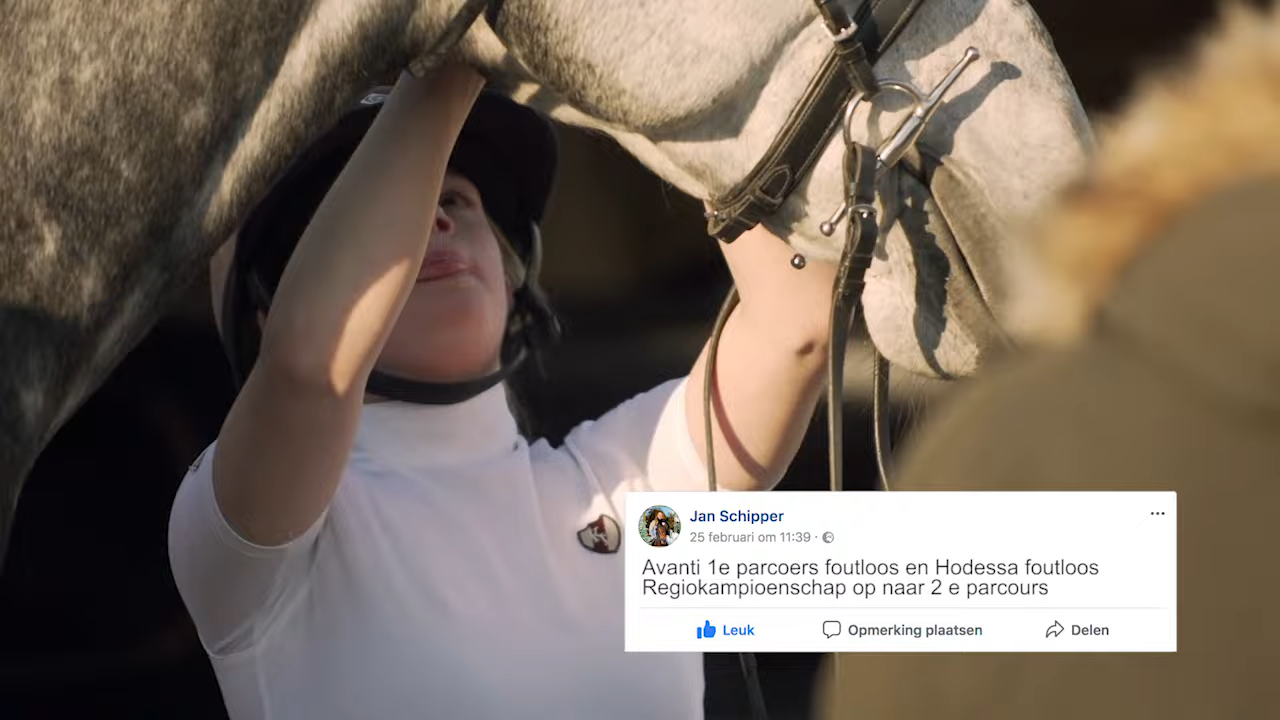 Jan Schipper
25 februari om 11:39 ·
Avanti 1e parcoers foutloos en Hodessa foutloos
Regiokampioenschap op naar 2 e parcours
Leuk
Opmerking plaatsen
Delen